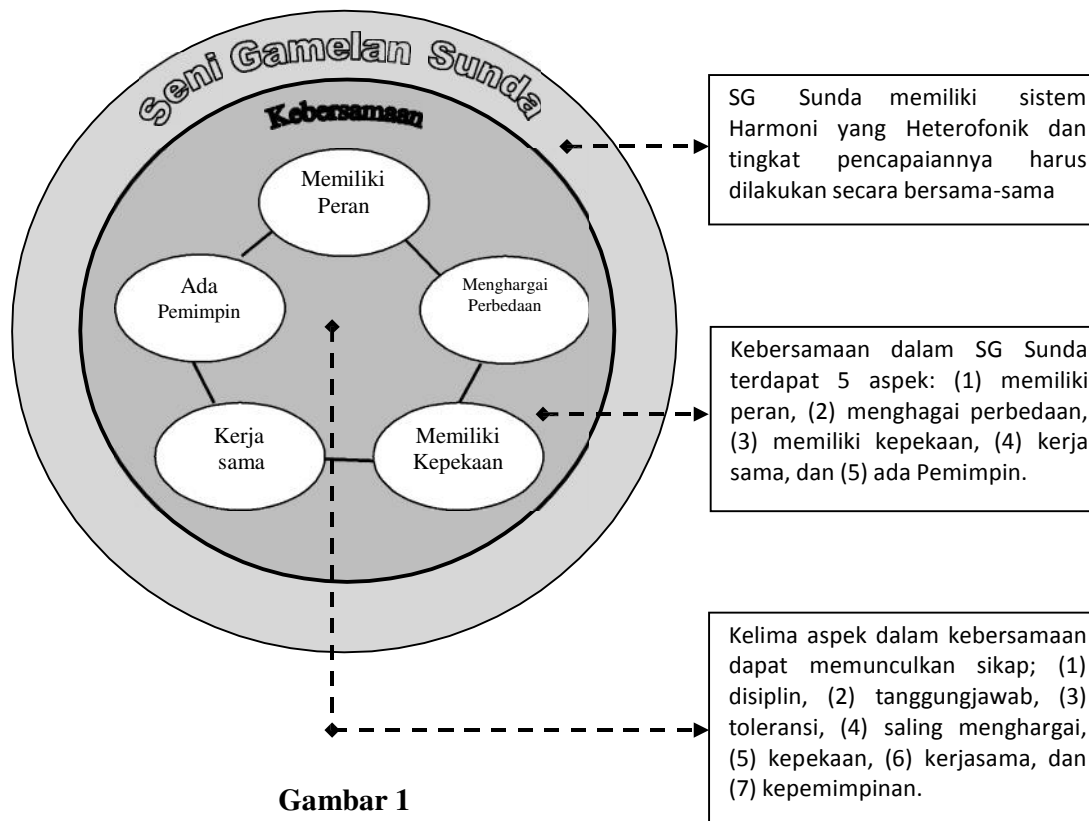 Seni Gamelan Sunda
Kebersamaan
Memiliki
Peran
Ada
Pemimpin
Menghargai
Perbedaan
Kerja
sama
Memiliki
Kepekaan
SG Sunda memiliki sistem
Harmoni yang Heterofonik dan
tingkat pencapaiannya harus
dilakukan secara bersama-sama
Kebersamaan dalam SG Sunda
terdapat 5 aspek: (1) memiliki
peran, (2) menghagai perbedaan,
(3) memiliki kepekaan, (4) kerja
sama, dan (5) ada Pemimpin.
Kelima aspek dalam kebersamaan
dapat memunculkan sikap; (1)
disiplin, (2) tanggungjawab, (3)
toleransi, (4) saling menghargai,
(5) kepekaan, (6) kerjasama, dan
(7) kepemimpinan.
Gambar 1